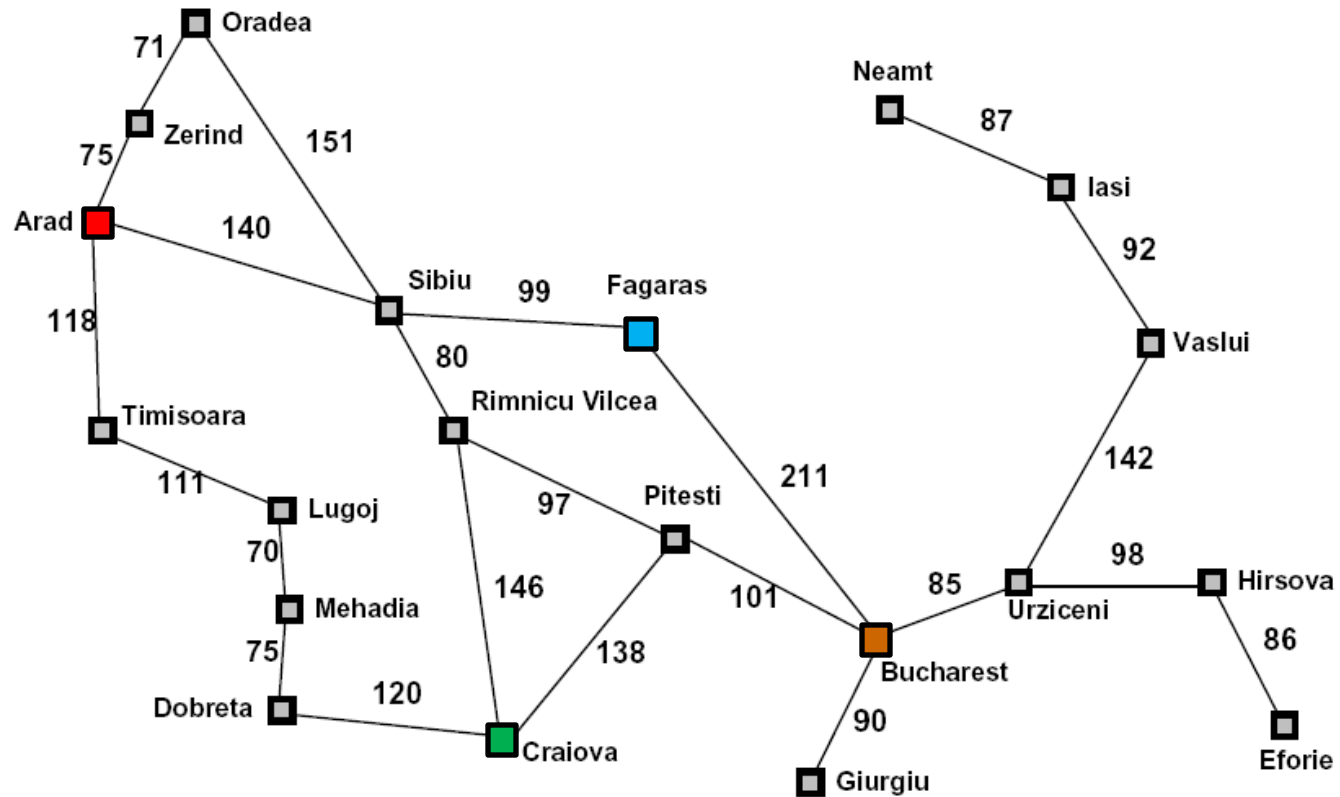 Oradea
71
Neamt
87
Zerind
151
75
Iasi
Arad
140
92
Sibiu
99
Fagaras
118
80
Vaslui
Rimnicu Vilcea
Timisoara
142
111
211
Pitesti
97
Lugoj
70
98
Hirsova
146
101
85
Urziceni
Mehadia
86
75
138
Bucharest
120
Dobreta
90
Craiova
Eforie
Giurgiu